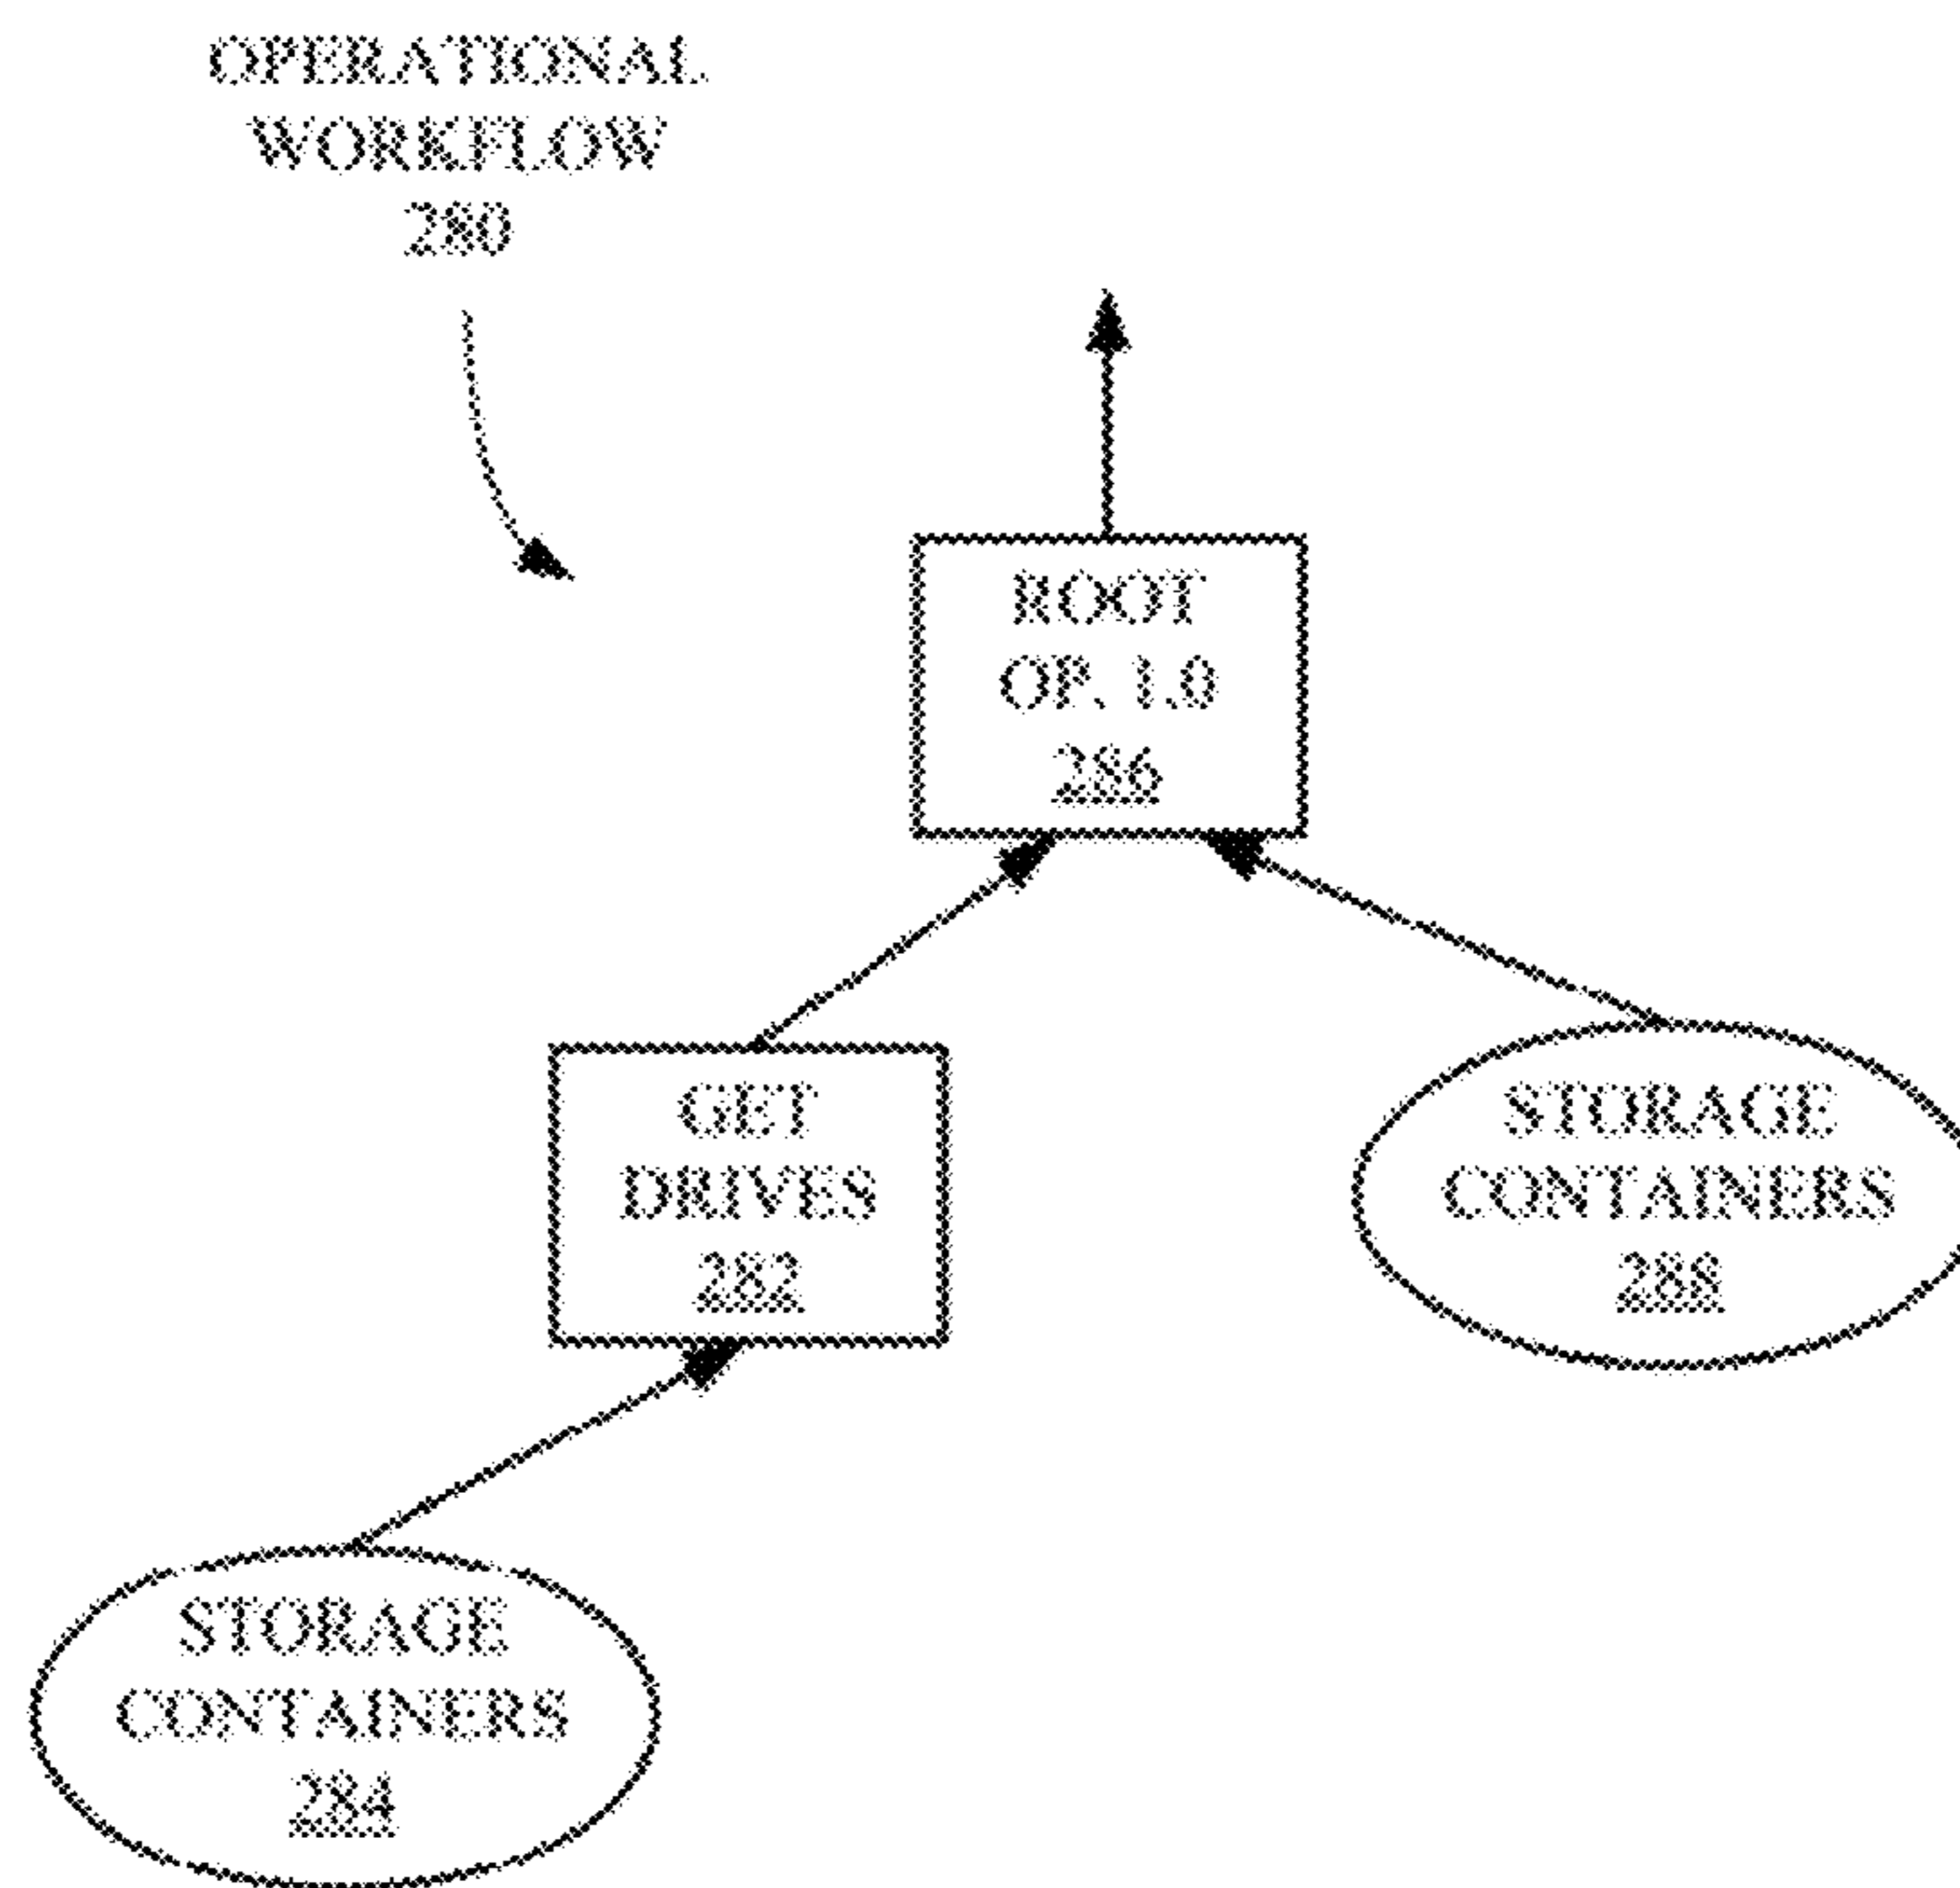 OPERATIONAL
WORKFLOW
280
ROOT
OP. 1.0
286
GET
DRIVES
282
STORAGE
CONTAINERS
288
STORAGE
CONTAINERS
284